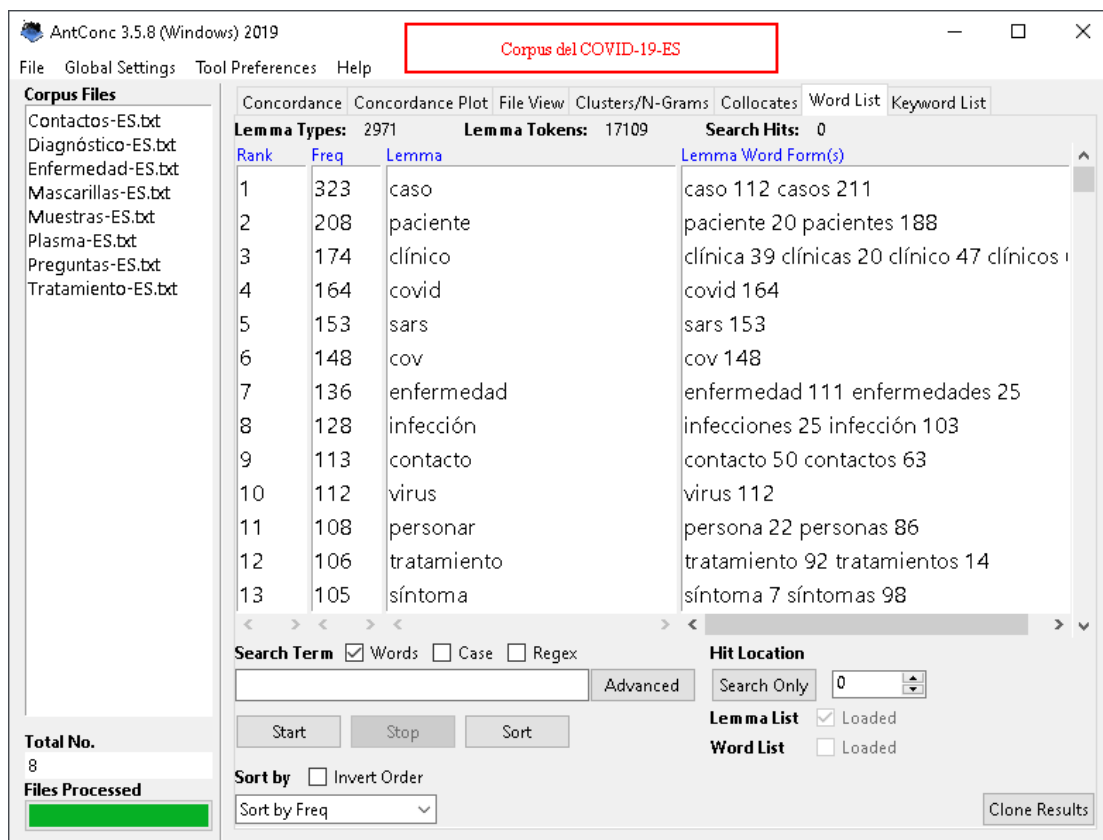 AntConc 3.5.8 (Windows) 2019
Corpus del COVID-19-ES
File Global Settings Tool Preferences Help
Corpus Files
Contactos-ES.txt
Diagnóstico-ES.txt
Enfermedad-ES.txt
Mascarillas-ES.txt
Muestras-ES.txt
Plasma-ES.txt
Preguntas-ES.txt
Tratamiento-ES.txt
Total No.
8
Files Processed
Concordance Concordance Plot File View Clusters/N-Grams Collocates Word List Keyword List
Lemma Types: 2971 Lemma Tokens: 17109 Search Hits: 0
Rank Freq Lemma Lemma Word Form(s)
1 323 caso caso 112 casos 211
2 208 paciente paciente 20 pacientes 188
3 174 clínico clínica 39 clínicas 20 clínico 47 clínicos
4 164 covid covid 164
5 153 sars sars 153
6 148 cov cov 148
7 136 enfermedad enfermedad 111 enfermedades 25
8 128 infección infecciones 25 infección 103
9 113 contacto contacto 50 contactos 63
10 112 virus virus 112
11 108 personar persona 22 personas 86
12 106 tratamiento tratamiento 92 tratamientos 14
13 105 síntoma síntoma 7 síntomas 98
Search Term Words Case Regex Hit Location
Advanced Search Only 0
Start Stop Sort Lemma List Loaded
Word List Loaded
Sort by Invert Order
Sort by Freq Clone Results